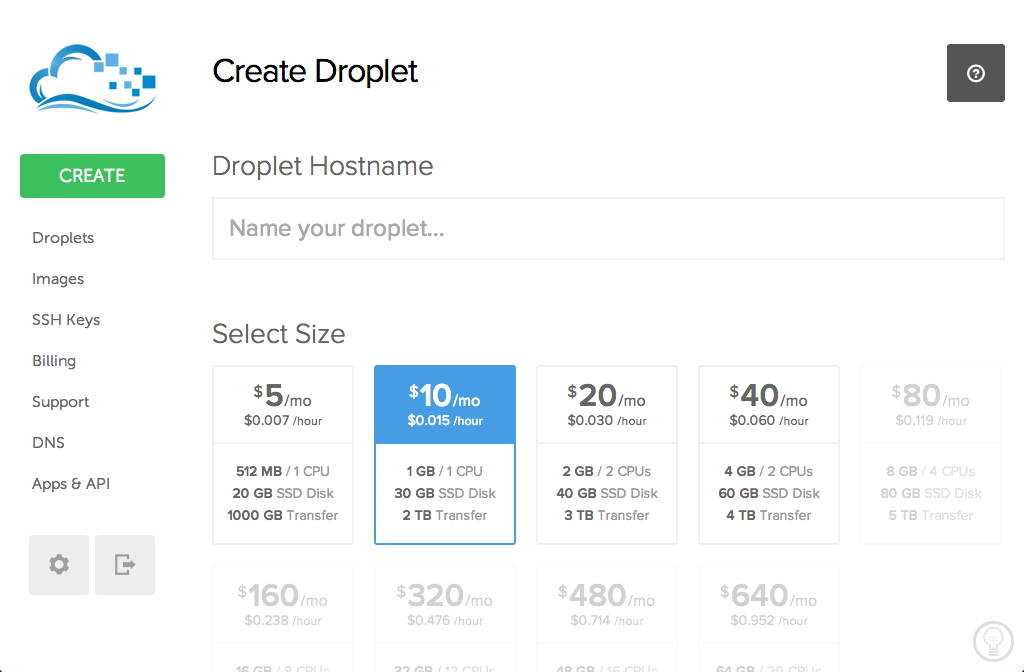 Create Droplet
CREATE
Droplets
Images
SSH Keys
Billing
Support
DNS
Apps & API
Droplet Hostname
Name your droplet...
Select Size
$5/mo
$0.007 /hour
512 MB / 1 CPU
20 GB SSD Disk
1000 GB Transfer
$10/mo
$0.015 /hour
1 GB / 1 CPU
30 GB SSD Disk
2 TB Transfer
$20/mo
$0.030 /hour
2 GB / 2 CPUs
40 GB SSD Disk
3 TB Transfer
$40/mo
$0.060 /hour
4 GB / 2 CPUs
60 GB SSD Disk
4 TB Transfer
$80/mo
$0.119 /hour
8 GB / 4 CPUs
80 GB SSD Disk
5 TB Transfer
$160/mo
$0.238 /hour
16 GB / 8 CPUs
$320/mo
$0.476 /hour
32 GB / 12 CPUs
$480/mo
$0.714 /hour
48 GB / 16 CPUs
$640/mo
$0.952 /hour
64 GB / 20 CPUs